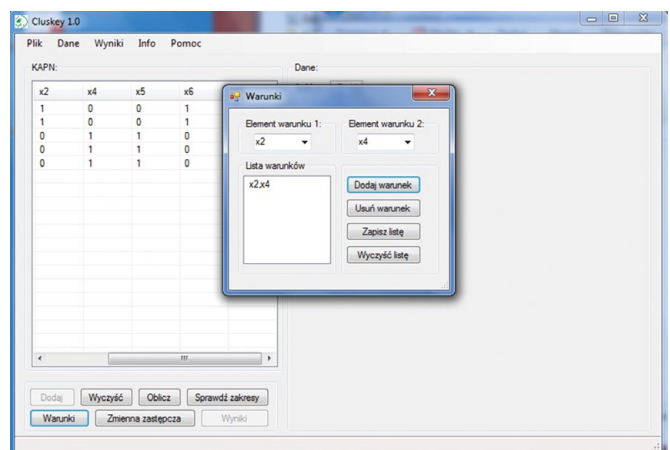 Cluskey 1.0
Plik Dane Wyniki Info Pomoc
KAPN:
x2 x4 x5 x6
1 0 0 1
1 0 0 1
0 1 1 0
0 1 1 0
0 1 1 0
Dane:
Warunki
Element warunku 1: Element warunku 2:
x2 x4
Lista warunków
x2,x4
Dodaj warunek
Usuń warunek
Zapisz listę
Wyczyść listę
Dodaj Wyczyść Oblicz Sprawdź zakresy
Warunki Zmienna zastępcza Wyniki